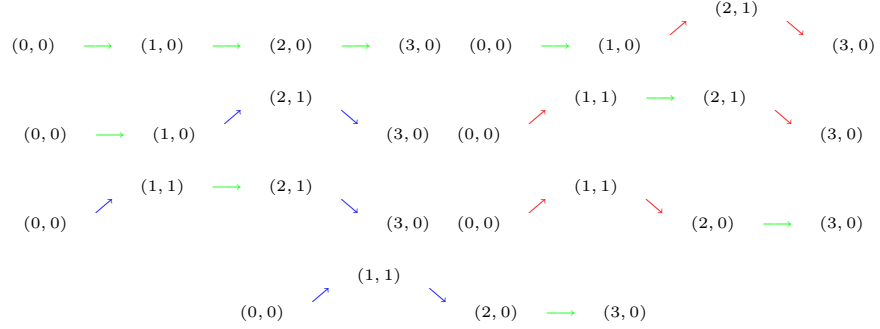 (2, 1)
(0, 0) (1, 0) (2, 0) (3, 0) (0, 0) (1, 0) (3, 0)
(2, 1) (1, 1) (2, 1)
(0, 0) (1, 0) (3, 0) (0, 0) (3, 0)
(1, 1) (2, 1) (1, 1)
(0, 0) (3, 0) (0, 0) (2, 0) (3, 0)
(1, 1)
(0, 0) (2, 0) (3, 0)